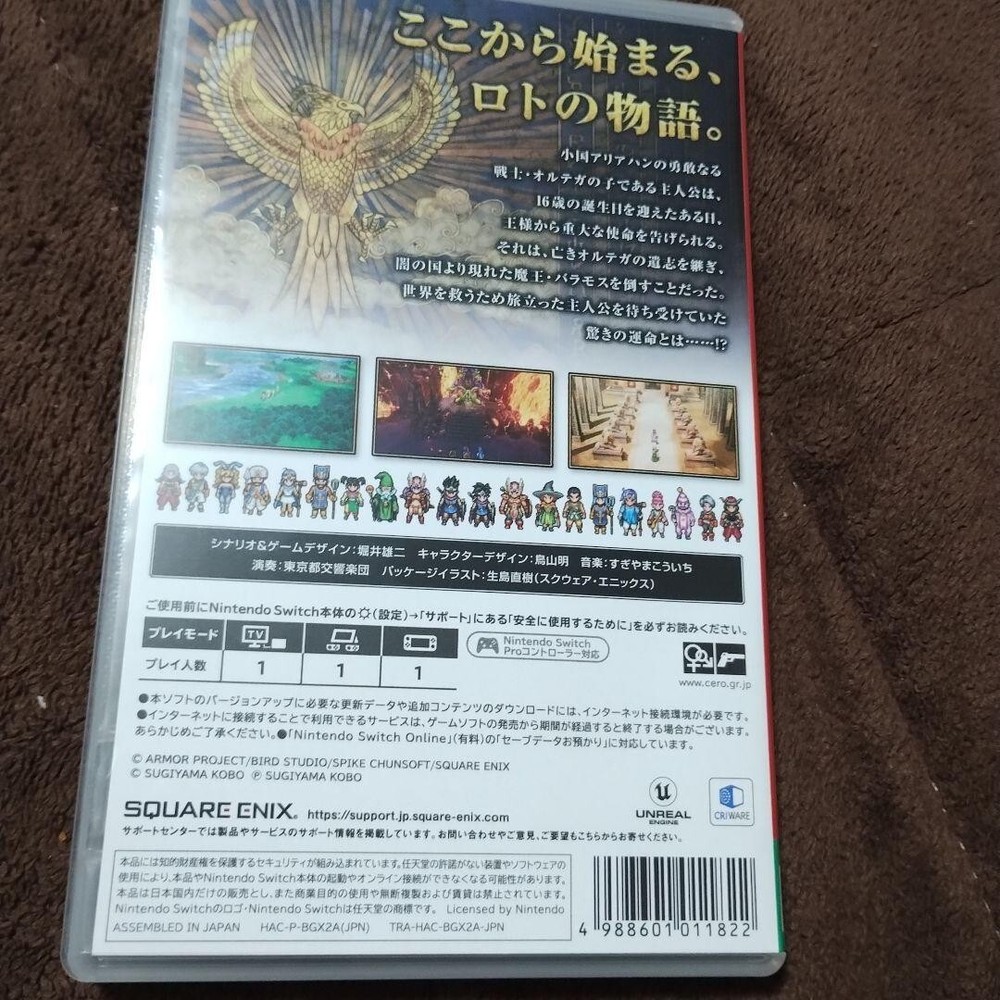 ここから始まる、
ロトの物語。
小国アリアハンの勇敢なる
戦士・オルテガの子である主人公は、
16歳の誕生日を迎えたある日、
王様から重大な使命を告げられる。
それは、亡きオルテガの遺志を継ぎ、
闇の国より現れた魔王・バラモスを倒すことだった。
世界を救うため旅立った主人公を待ち受けていた
驚きの運命とは……!?
シナリオ&ゲームデザイン:堀井雄二 キャラクターデザイン:鳥山明 音楽:すぎやまこういち
演奏:東京都交響楽団 パッケージイラスト:生島直樹(スクウェア・エニックス)
ご使用前にNintendo Switch本体の(設定)→「サポート」にある「安全に使用するために」を必ずお読みください。
プレイモード TV
プレイ人数 1 1 1
Nintendo Switch
Proコントローラー対応
www.cero.gr.jp
●本ソフトのバージョンアップに必要な更新データや追加コンテンツのダウンロードには、インターネット接続環境が必要です。
●インターネットに接続することで利用できるサービスは、ゲームソフトの発売から期間が経過すると終了する場合がございます。
あらかじめご了承ください。●「Nintendo Switch Online」(有料)の「セーブデータお預かり」に対応しています。
© ARMOR PROJECT/BIRD STUDIO/SPIKE CHUNSOFT/SQUARE ENIX
© SUGIYAMA KOBO ℗ SUGIYAMA KOBO
SQUARE ENIX. https://support.jp.square-enix.com
サポートセンターでは製品やサービスのサポート情報を掲載しています。お問い合わせやご意見、ご要望もこちらからお寄せください。
UNREAL
ENGINE
CRIWARE
本品には知的財産権を保護するセキュリティが組み込まれています。任天堂の許諾がない装置やソフトウェアの
使用により、本品やNintendo Switch本体の起動やオンライン接続ができなくなる可能性があります。
本品は日本国内だけの販売とし、また商業目的の使用や無断複製および賃貸は禁止されています。
Nintendo Switchのロゴ・Nintendo Switchは任天堂の商標です。 Licensed by Nintendo
ASSEMBLED IN JAPAN HAC-P-BGX2A(JPN) TRA-HAC-BGX2A-JPN
4 988601 011822